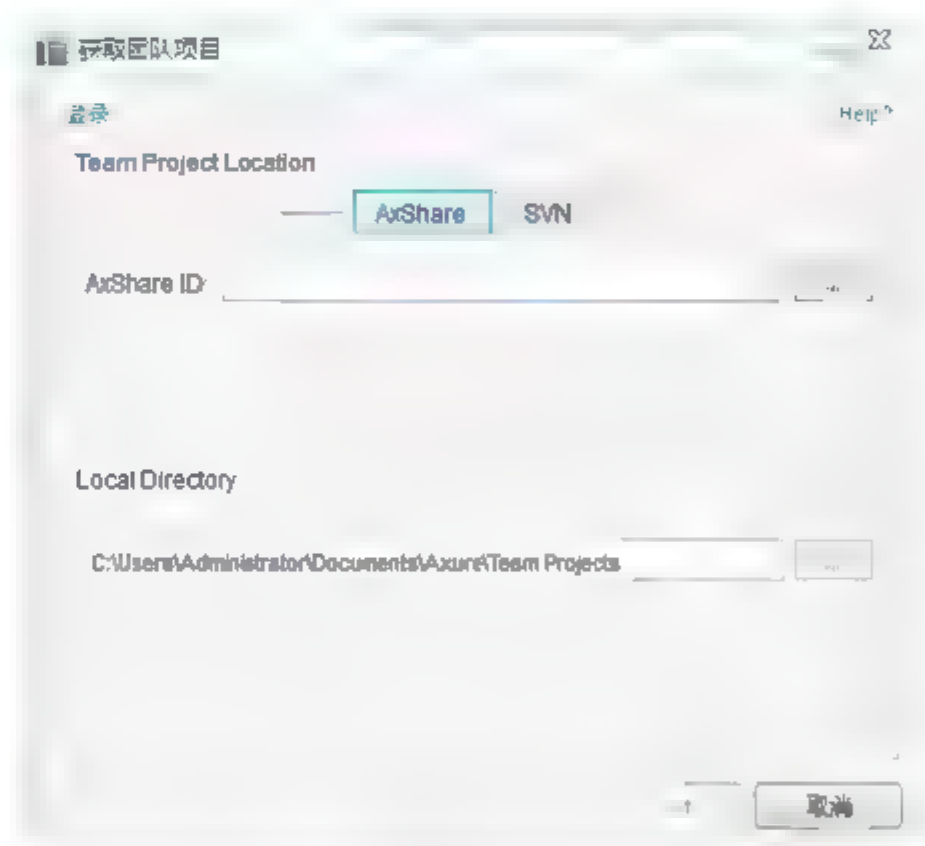 获取团队项目
登录 Help?
Team Project Location
AxShare SVN
AxShare ID:
Local Directory
C:\Users\Administrator\Documents\Axure\Team Projects
取消